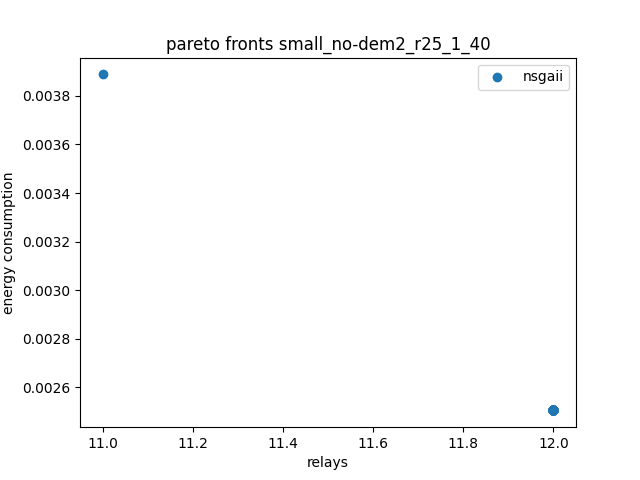 pareto fronts small_no-dem2_r25_1_40
nsgaii
0.0038
0.0036
0.0034
0.0032
0.0030
0.0028
0.0026
energy consumption
11.0 11.2 11.4 11.6 11.8 12.0
relays